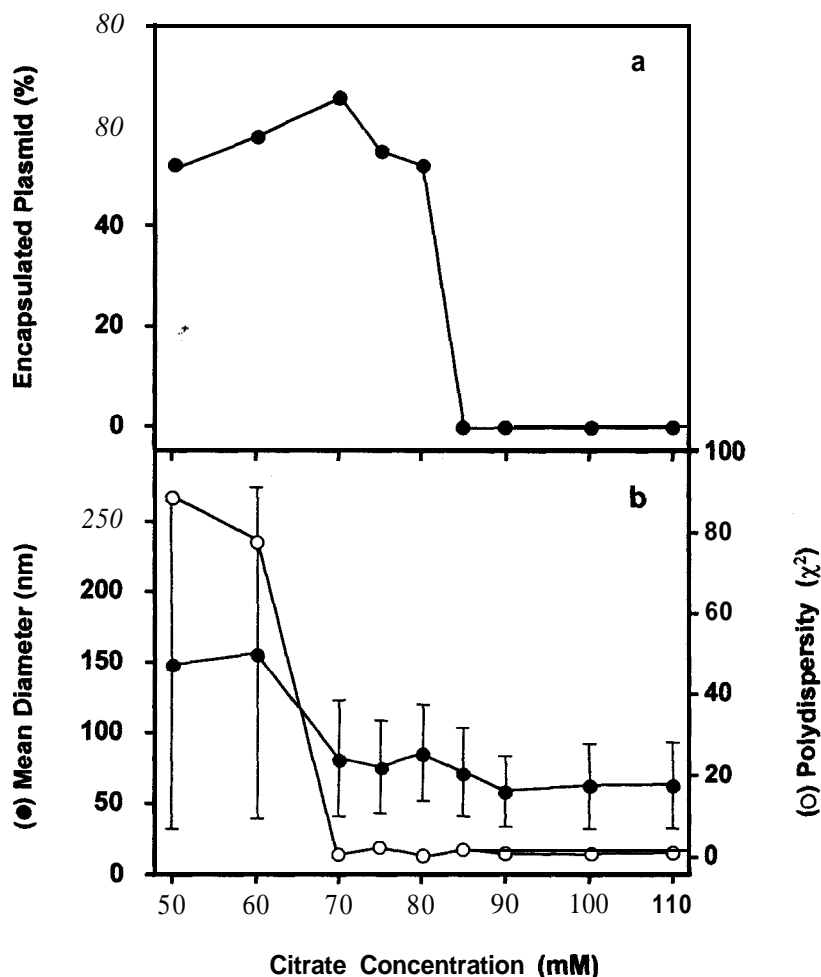 80
a
80
Encapsulated Plasmid (%)
40
20
0
100
b
250
80
(●) Mean Diameter (nm)
200
60
150
(○) Polydispersity (χ²)
40
100
20
50
0
0
50 60 70 80 90 100 110
Citrate Concentration (mM)